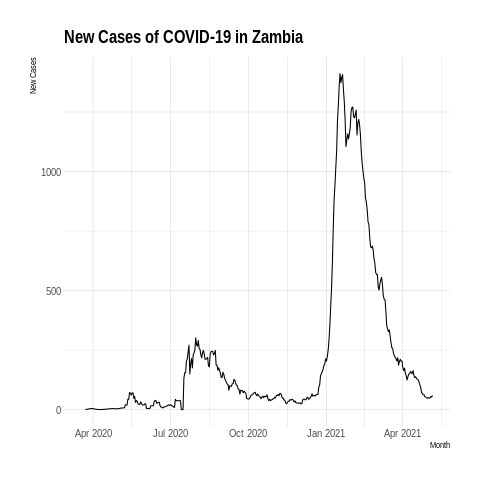 New Cases of COVID-19 in Zambia
New Cases
1000
500
0
Apr 2020 Jul 2020 Oct 2020 Jan 2021 Apr 2021
Month